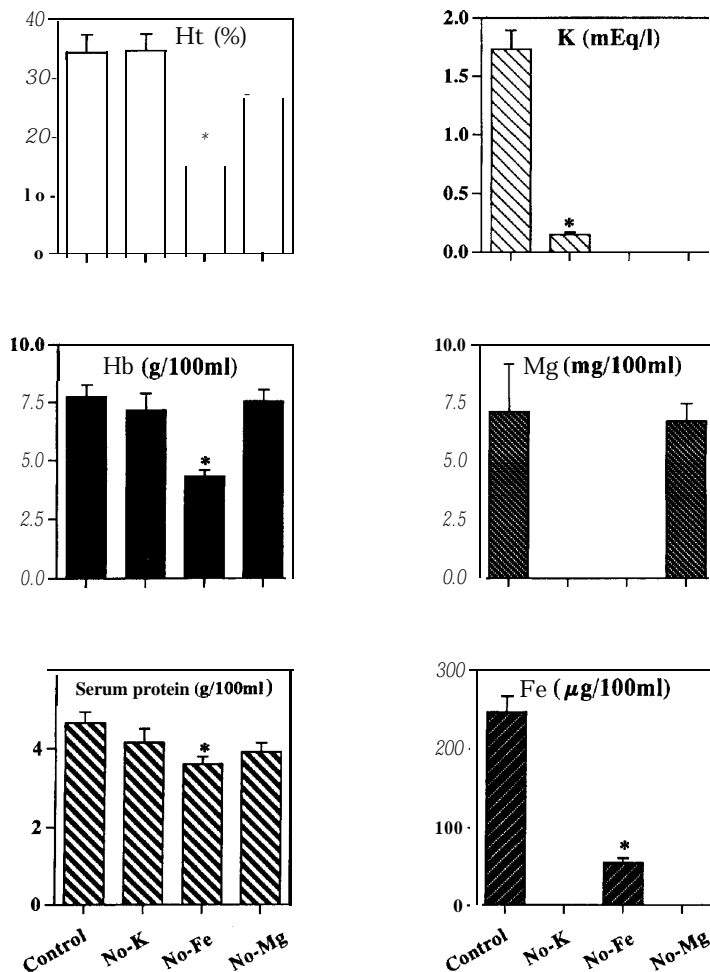 Ht (%)
40
30-
20-
*
lo -
o
K (mEq/l)
2.0
1.5
1.0
0.5
*
0.0
Hb (g/100ml)
10.0
7.5
5.0
*
2.5
0.0
Mg (mg/100ml)
10.0
7.5
5.0
2.5
0.0
Serum protein (g/100ml)
4
*
2
0
Control
No-K
No-Fe
No-Mg
Fe (μg/100ml)
300
200
100
*
0
Control
No-K
No-Fe
No-Mg